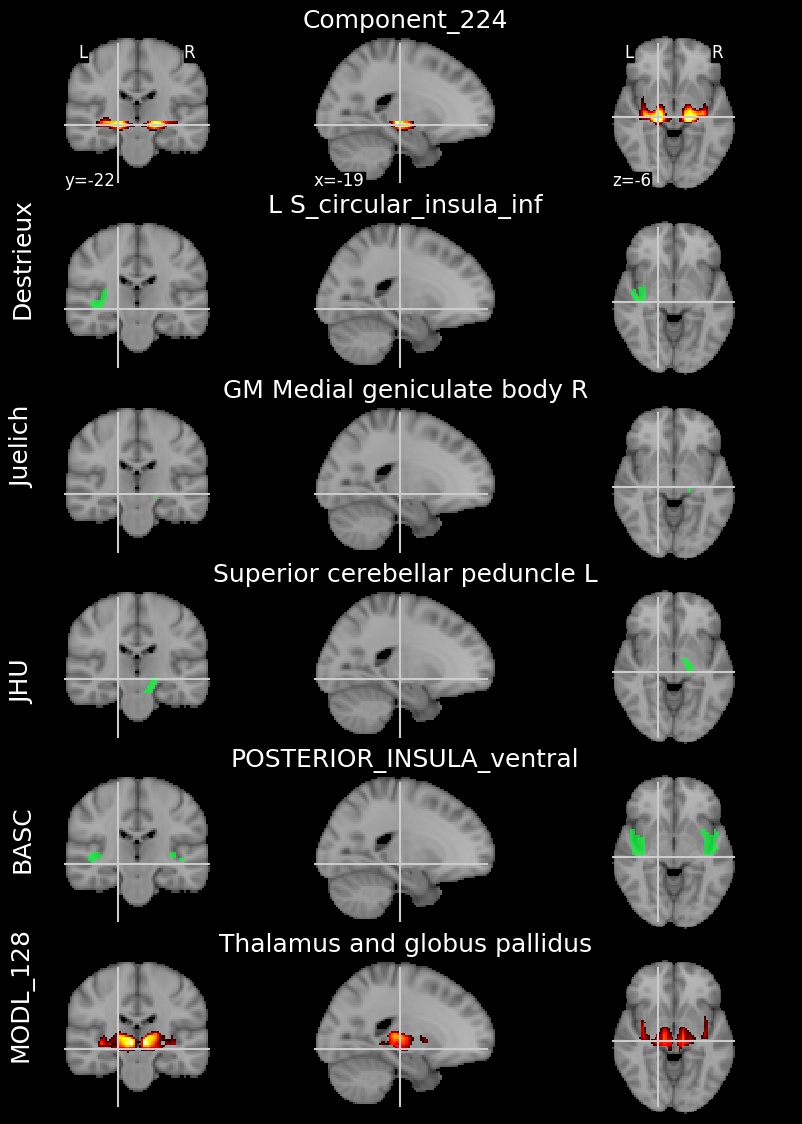 Component_224
L R
L R
y=-22
x=-19
z=-6
Destrieux
L S_circular_insula_inf
Juelich
GM Medial geniculate body R
JHU
Superior cerebellar peduncle L
BASC
POSTERIOR_INSULA_ventral
MODL_128
Thalamus and globus pallidus